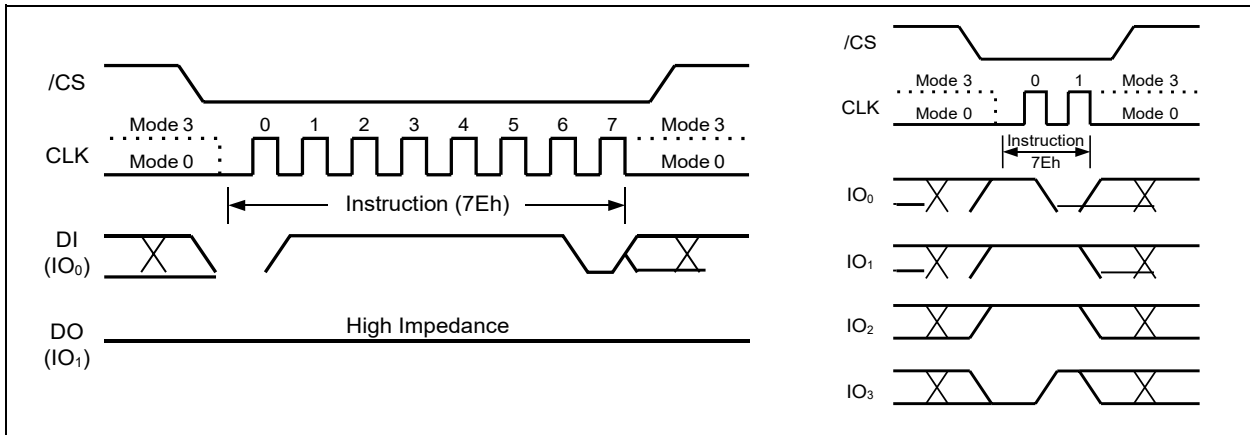 /CS
Mode 3 0 1 2 3 4 5 6 7 Mode 3
CLK
Mode 0 Mode 0
Instruction (7Eh)
DI
(IO₀)
High Impedance
DO
(IO₁)
/CS
Mode 3 0 1 Mode 3
CLK
Mode 0 Mode 0
Instruction
7Eh
IO₀
IO₁
IO₂
IO₃